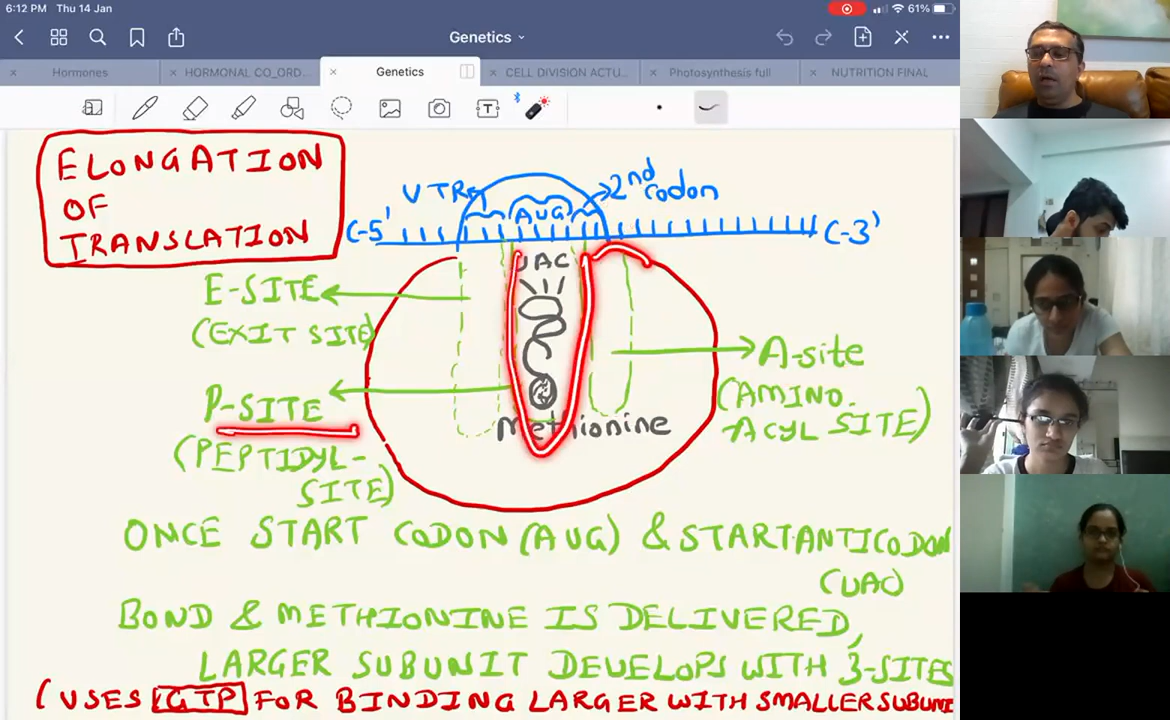 6:12 PM Thu 14 Jan
61%
Genetics
Hormones
HORMONAL CO_ORD...
Genetics
CELL DIVISION ACTU...
Photosynthesis full
NUTRITION FINAL
ELONGATION
OF
TRANSLATION
UTR
AUG
2nd codon
C-5'
C-3'
UAC
E-SITE
(EXIT SITE)
A-site
(AMINO-
ACYL SITE)
P-SITE
(PEPTIDYL-
SITE)
Methionine
ONCE START CODON (AUG) & START ANTICODON
(UAC)
BOND & METHIONINE IS DELIVERED,
LARGER SUBUNIT DEVELOPS WITH 3-SITES
(USES GTP FOR BINDING LARGER WITH SMALLER SUBUNI